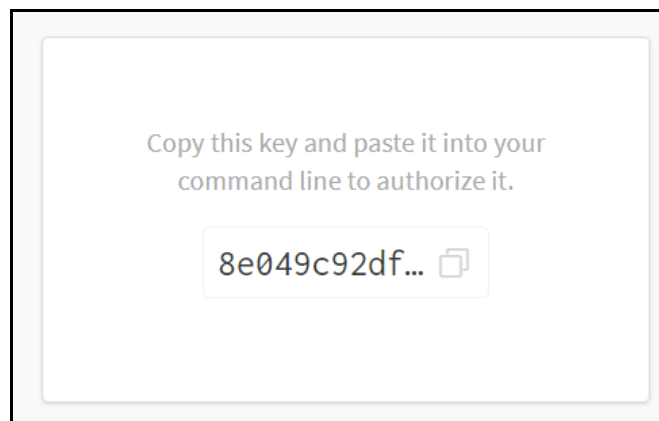 Copy this key and paste it into your
command line to authorize it.
8e049c92df…